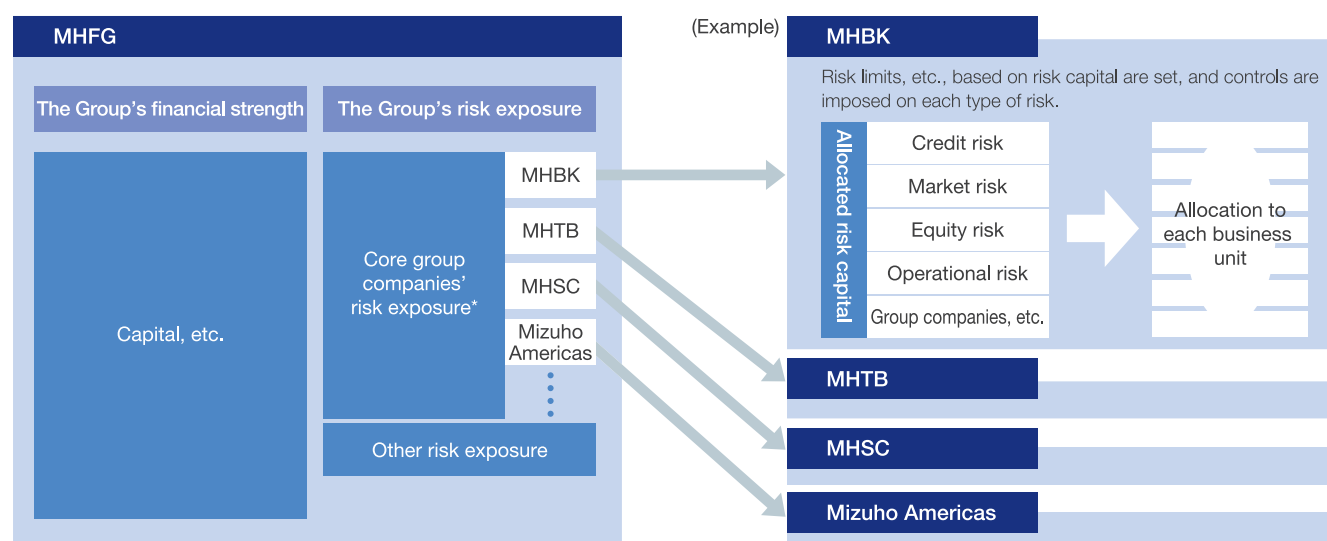 MHFG
The Group's financial strength
The Group's risk exposure
Capital, etc.
Core group
companies'
risk exposure*
MHBK
MHTB
MHSC
Mizuho
Americas
Other risk exposure
(Example)
MHBK
Risk limits, etc., based on risk capital are set, and controls are
imposed on each type of risk.
Allocated risk capital
Credit risk
Market risk
Equity risk
Operational risk
Group companies, etc.
Allocation to
each business
unit
MHTB
MHSC
Mizuho Americas